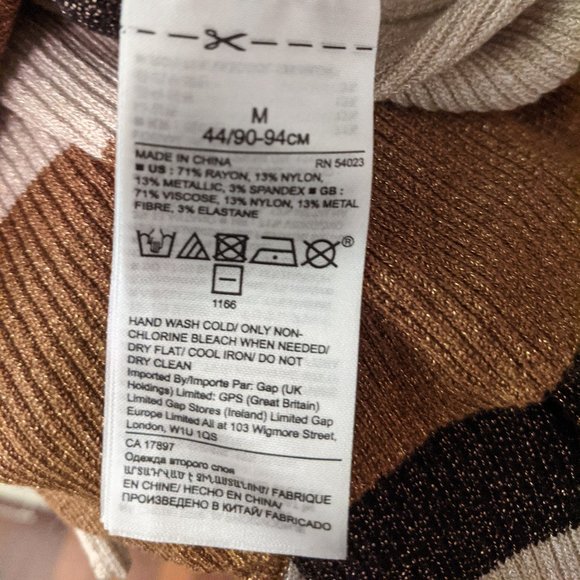 M
44/90-94CM
MADE IN CHINA RN 54023
■ US : 71% RAYON, 13% NYLON,
13% METALLIC, 3% SPANDEX ■ GB :
71% VISCOSE, 13% NYLON, 13% METAL
FIBRE, 3% ELASTANE
®
1166
HAND WASH COLD/ ONLY NON-
CHLORINE BLEACH WHEN NEEDED/
DRY FLAT/ COOL IRON/ DO NOT
DRY CLEAN
Imported By/Importe Par: Gap (UK
Holdings) Limited: GPS (Great Britain)
Limited Gap Stores (Ireland) Limited Gap
Europe Limited All at 103 Wigmore Street,
London, W1U 1QS
CA 17897
Одежда второго слоя
ԱՐՏԱԴՐՎԱԾ Է ՉԻՆԱՍՏԱՆՈՒՄ/ FABRIQUE
EN CHINE/ HECHO EN CHINA/
ПРОИЗВЕДЕНО В КИТАЕ/ FABRICADO